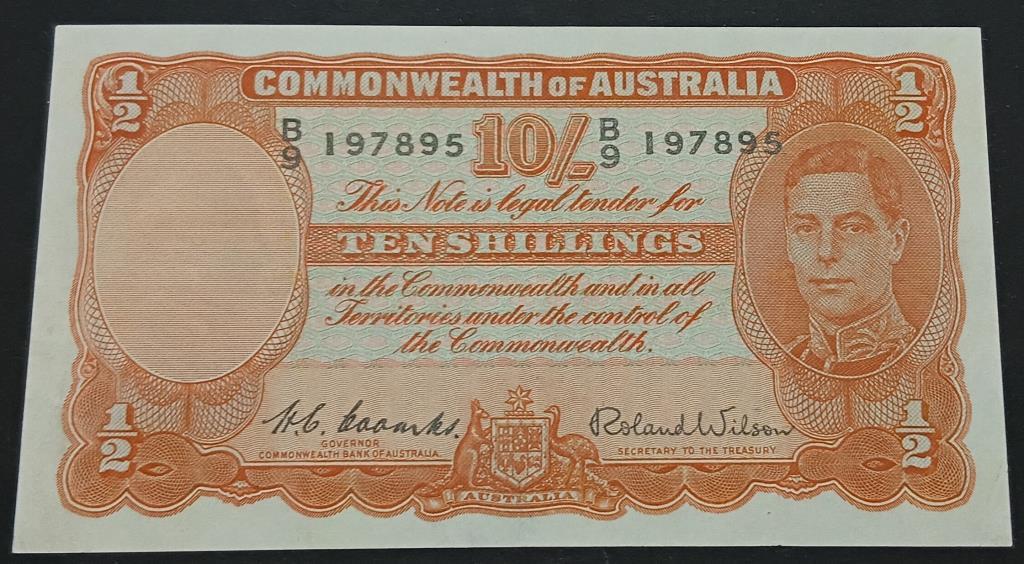 1/2 COMMONWEALTH OF AUSTRALIA 1/2
B/9 197895 10/- B/9 197895
This Note is legal tender for
TEN SHILLINGS
in the Commonwealth and in all
Territories under the control of
the Commonwealth.
1/2 H.C. Coombs. Roland Wilson 1/2
GOVERNOR
COMMONWEALTH BANK OF AUSTRALIA.
SECRETARY TO THE TREASURY
AUSTRALIA